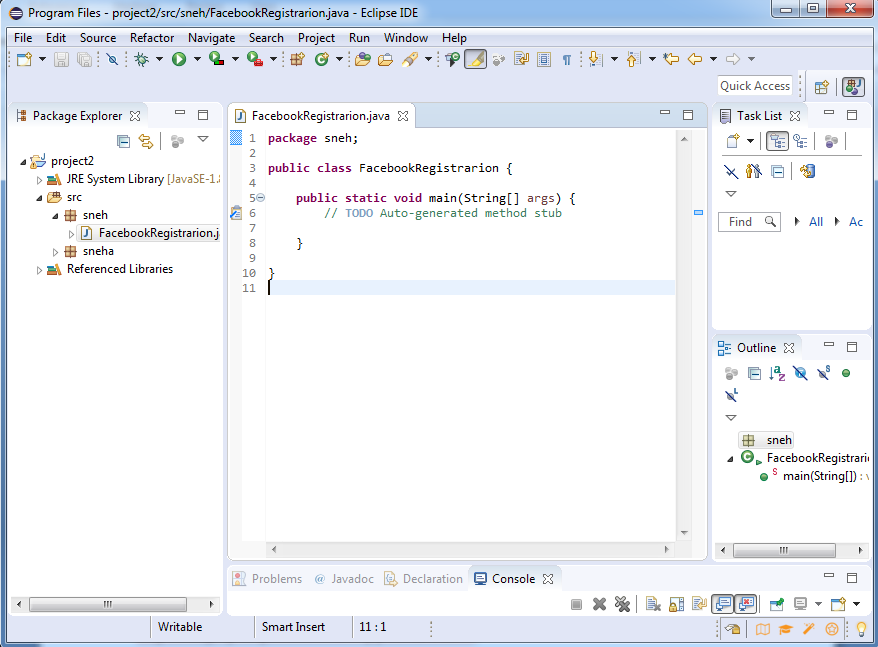 Program Files - project2/src/sneh/FacebookRegistrarion.java - Eclipse IDE
File Edit Source Refactor Navigate Search Project Run Window Help
Quick Access
Package Explorer
project2
JRE System Library [JavaSE-1.8
src
sneh
FacebookRegistrarion.j
sneha
Referenced Libraries
FacebookRegistrarion.java
1 package sneh;
2
3 public class FacebookRegistrarion {
4
5 public static void main(String[] args) {
6 // TODO Auto-generated method stub
7
8 }
9
10 }
11
Task List
Find All Ac
Outline
sneh
FacebookRegistrari
main(String[]) : v
Problems @ Javadoc Declaration Console
Writable Smart Insert 11 : 1